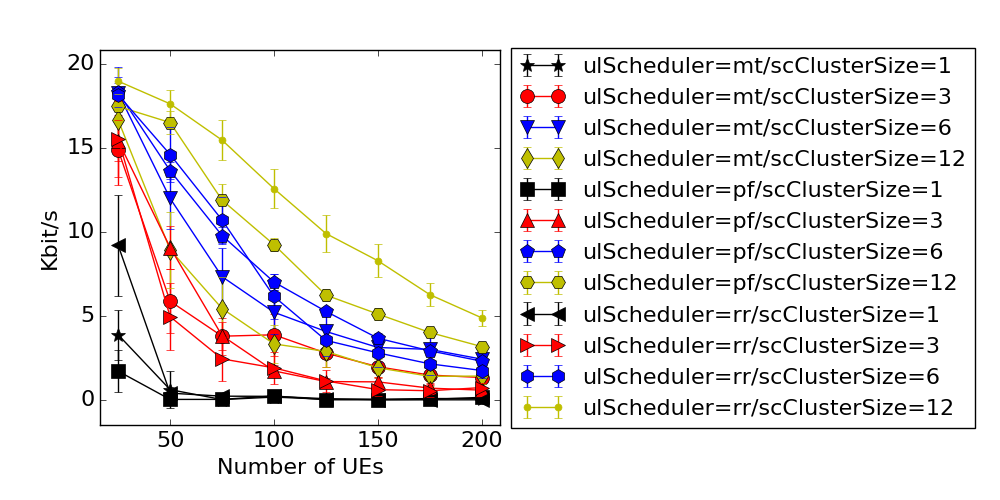 20
15
10
5
0
Kbit/s
50
100
150
200
Number of UEs
ulScheduler=mt/scClusterSize=1
ulScheduler=mt/scClusterSize=3
ulScheduler=mt/scClusterSize=6
ulScheduler=mt/scClusterSize=12
ulScheduler=pf/scClusterSize=1
ulScheduler=pf/scClusterSize=3
ulScheduler=pf/scClusterSize=6
ulScheduler=pf/scClusterSize=12
ulScheduler=rr/scClusterSize=1
ulScheduler=rr/scClusterSize=3
ulScheduler=rr/scClusterSize=6
ulScheduler=rr/scClusterSize=12